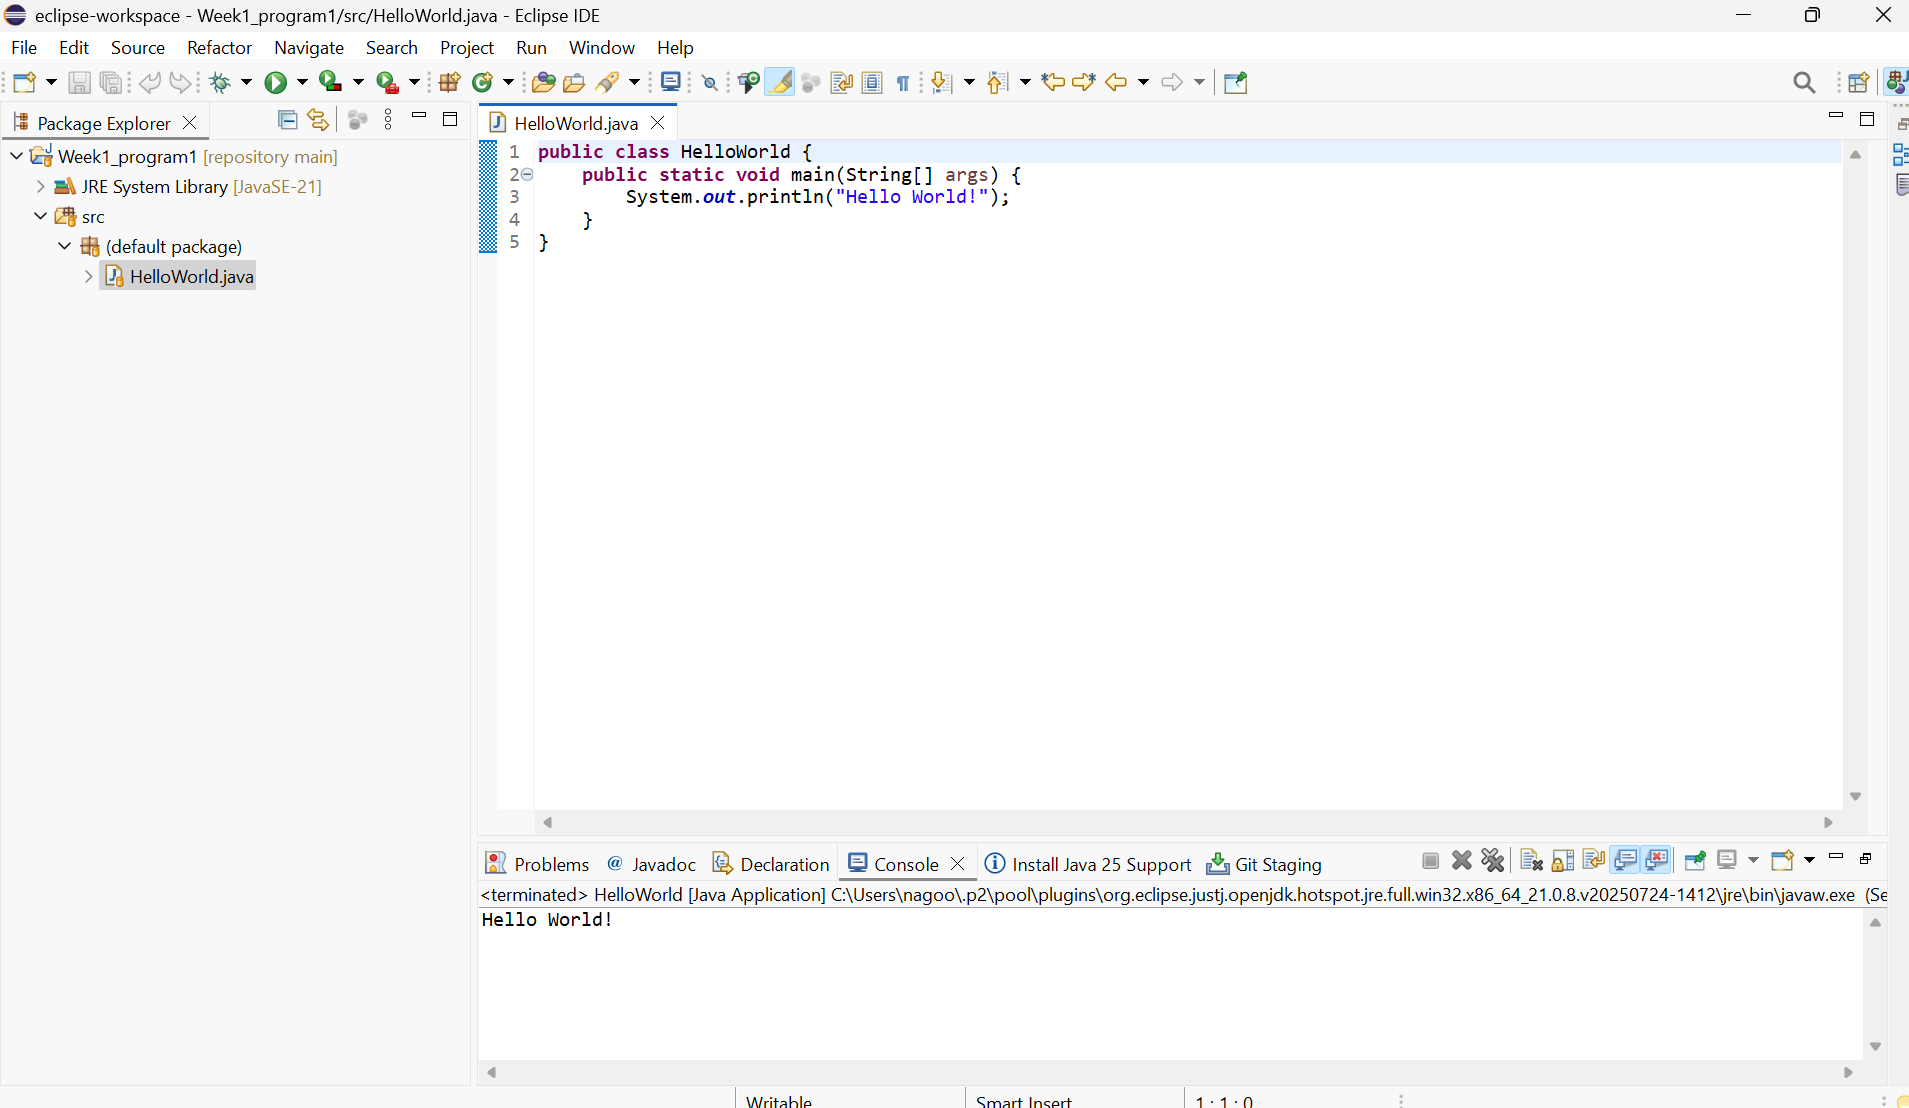 eclipse-workspace - Week1_program1/src/HelloWorld.java - Eclipse IDE
File Edit Source Refactor Navigate Search Project Run Window Help
Package Explorer
Week1_program1 [repository main]
JRE System Library [JavaSE-21]
src
(default package)
HelloWorld.java
HelloWorld.java
1 public class HelloWorld {
2 public static void main(String[] args) {
3 System.out.println("Hello World!");
4 }
5 }
Problems @ Javadoc Declaration Console Install Java 25 Support Git Staging
<terminated> HelloWorld [Java Application] C:\Users\nagoo\.p2\pool\plugins\org.eclipse.justj.openjdk.hotspot.jre.full.win32.x86_64_21.0.8.v20250724-1412\jre\bin\javaw.exe (Se
Hello World!
Writable Smart Insert 1 : 1 : 0